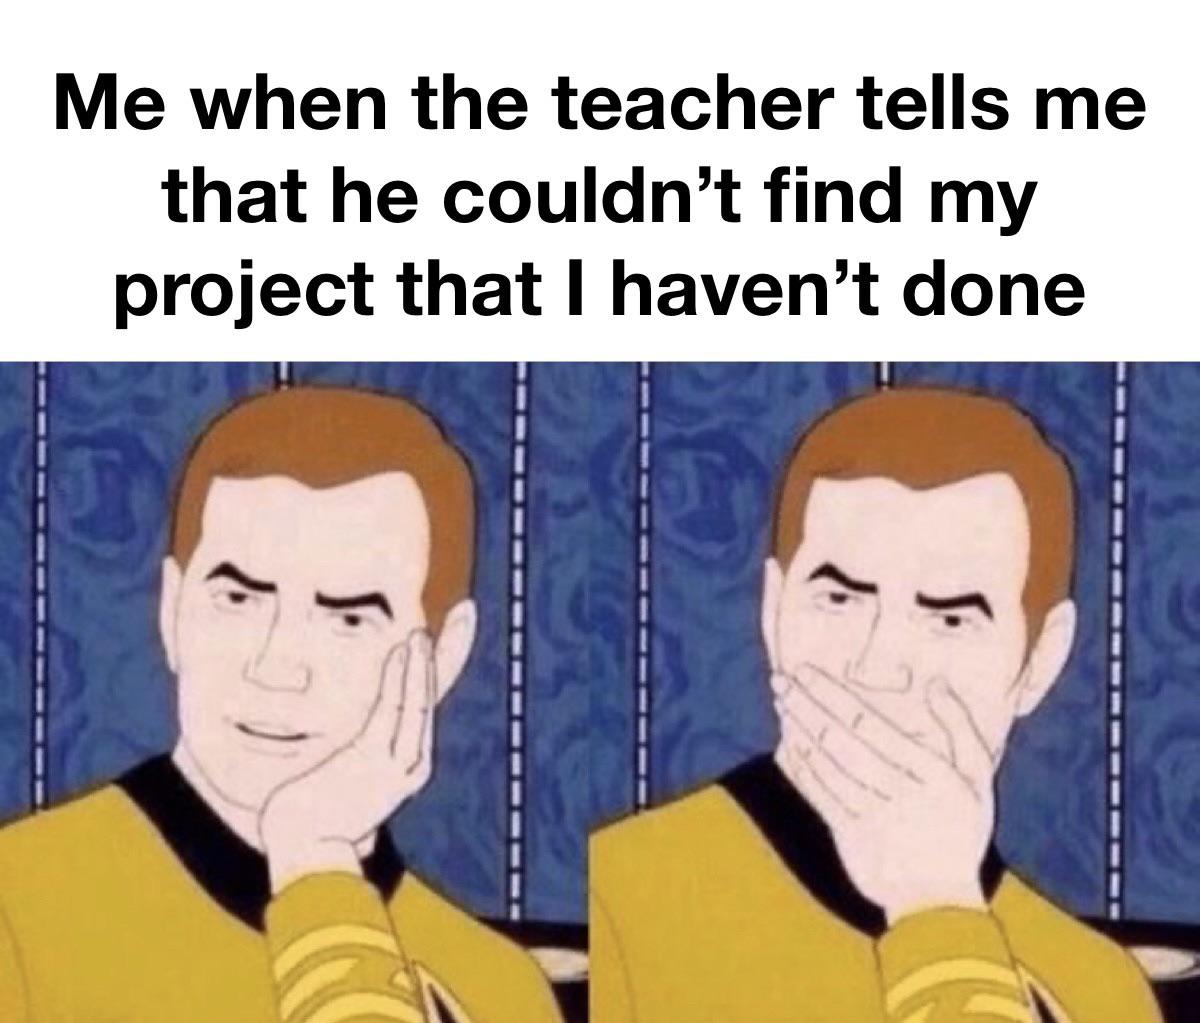 Me when the teacher tells me
that he couldn’t find my
project that I haven’t done